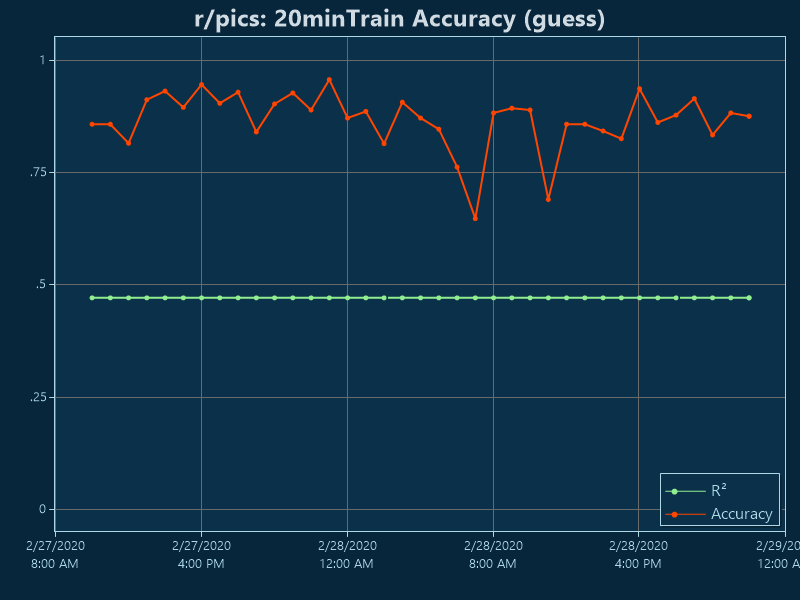 r/pics: 20minTrain Accuracy (guess)
1
.75
.5
.25
0
R²
Accuracy
2/27/2020 2/27/2020 2/28/2020 2/28/2020 2/28/2020 2/29/20
8:00 AM 4:00 PM 12:00 AM 8:00 AM 4:00 PM 12:00 A